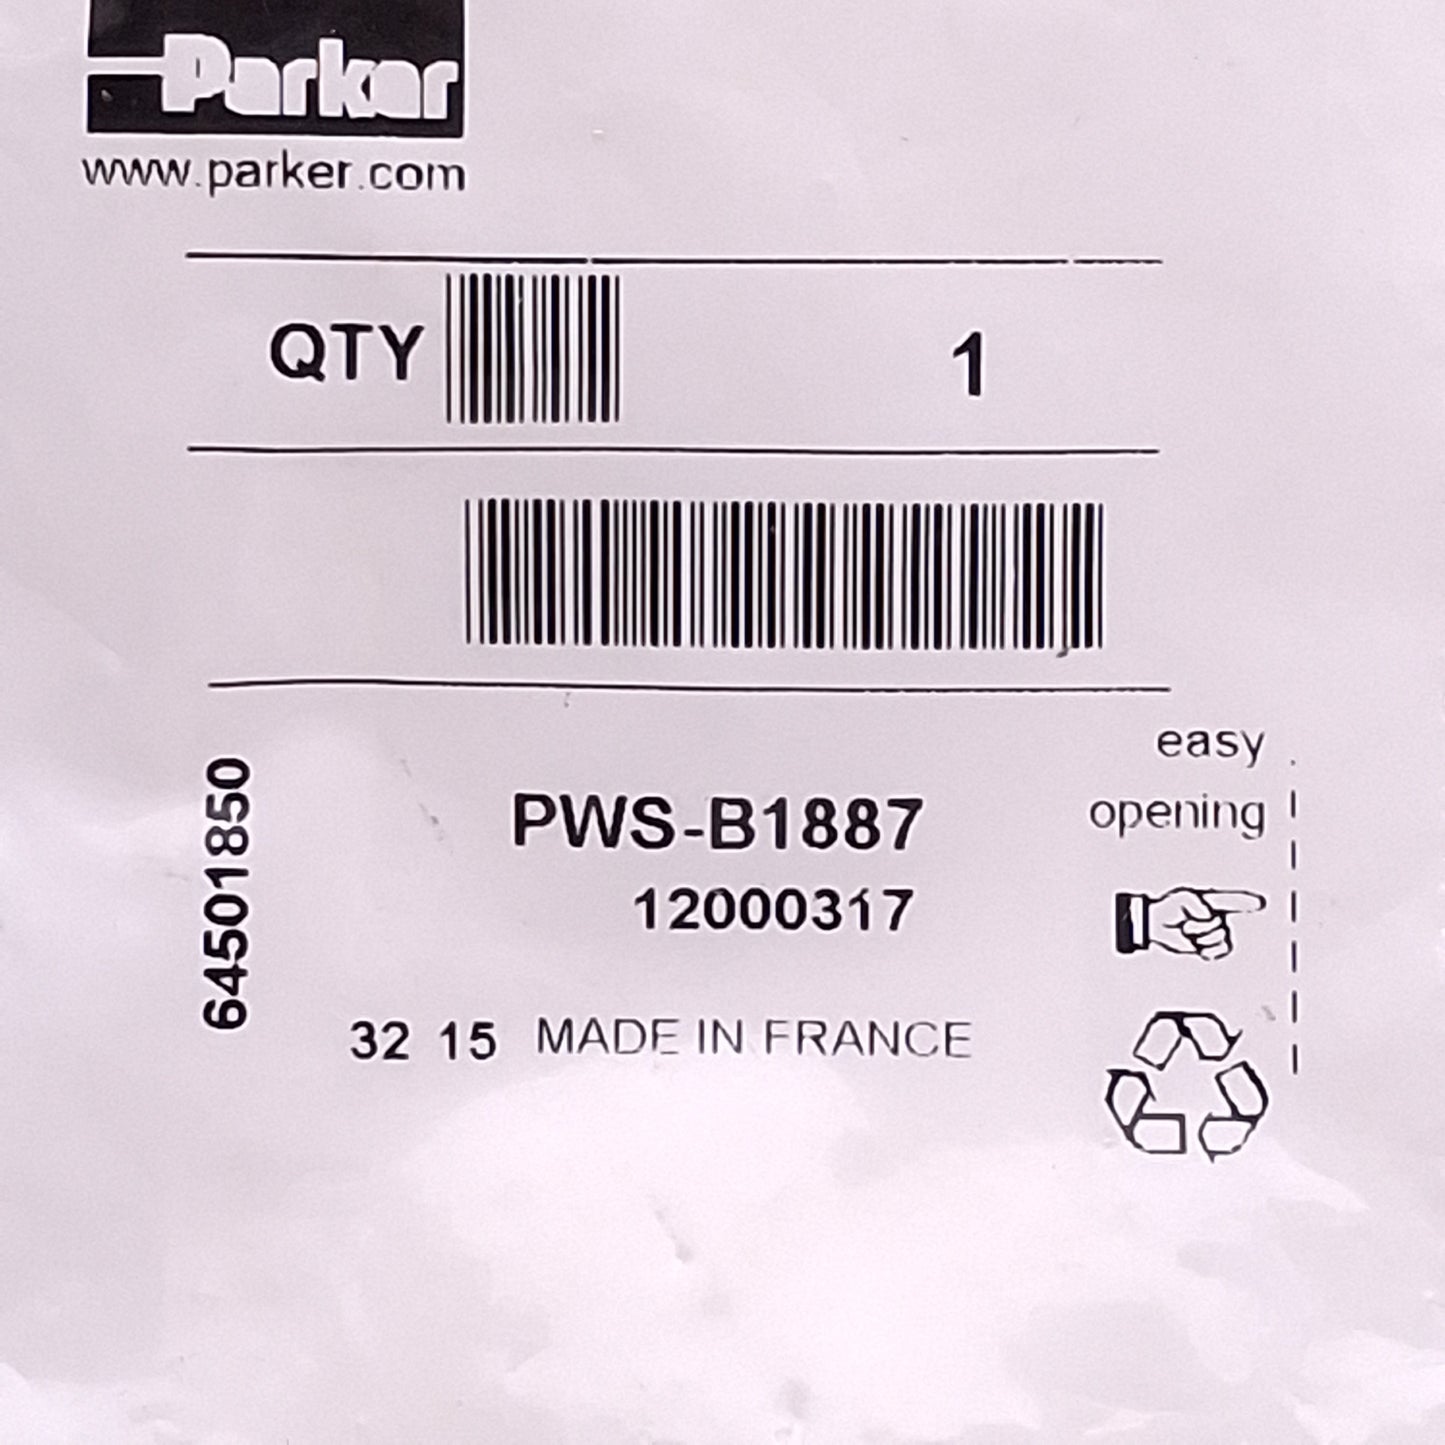 Parker
www.parker.com
QTY 1
easy
opening
64501850
PWS-B1887
12000317
32 15 MADE IN FRANCE